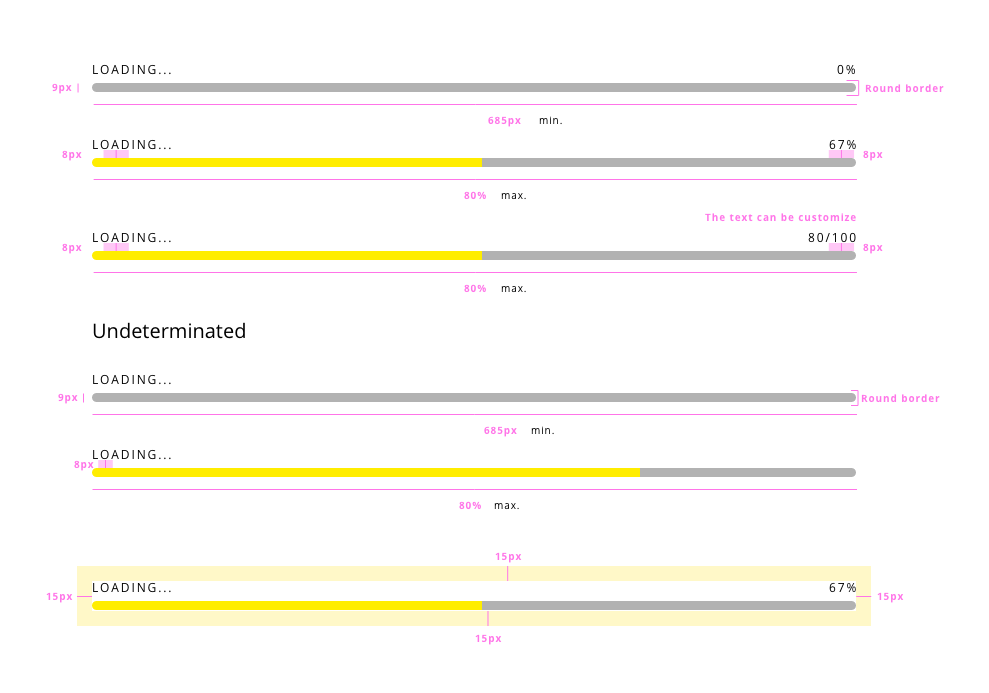 LOADING... 0%
9px Round border
685px min.
LOADING... 67%
8px 8px
80% max.
The text can be customize
LOADING... 80/100
8px 8px
80% max.
Undeterminated
LOADING...
9px Round border
685px min.
LOADING...
8px
80% max.
15px
LOADING... 67%
15px 15px
15px